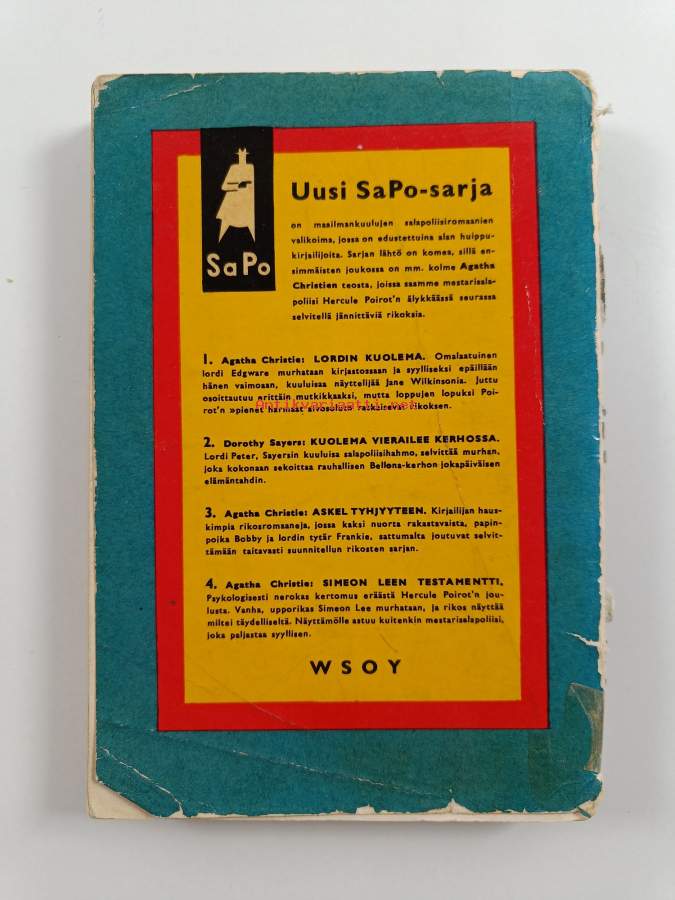 SaPo
Uusi SaPo-sarja
on maailmankuulujen salapoliisiromaanien
valikoima, jossa on edustettuina alan huippu-
kirjailijoita. Sarjan lähtö on komea, sillä en-
simmäisten joukossa on mm. kolme Agatha
Christien teosta, joissa saamme mestarisala-
poliisi Hercule Poirot'n älykkäässä seurassa
selvitellä jännittäviä rikoksia.
1. Agatha Christie: LORDIN KUOLEMA. Omalaatuinen
lordi Edgware murhataan kirjastossaan ja syylliseksi epäillään
hänen vaimoaan, kuuluisaa näyttelijää Jane Wilkinsonia. Juttu
osoittautuu erittäin mutkikkaaksi, mutta loppujen lopuksi Poi-
rot'n »pienet harmaat aivosolut» ratkaisevat rikoksen.
Antikvariaatti.net
2. Dorothy Sayers: KUOLEMA VIERAILEE KERHOSSA.
Lordi Peter, Sayersin kuuluisa salapoliisihahmo, selvittää murhan,
joka kokonaan sekoittaa rauhallisen Bellona-kerhon jokapäiväisen
elämäntahdin.
3. Agatha Christie: ASKEL TYHJYYTEEN. Kirjailijan haus-
kimpia rikosromaaneja, jossa kaksi nuorta rakastavaista, papin-
poika Bobby ja lordin tytär Frankie, sattumalta joutuvat selvit-
tämään taitavasti suunnitellun rikosten sarjan.
4. Agatha Christie: SIMEON LEEN TESTAMENTTI.
Psykologisesti nerokas kertomus eräästä Hercule Poirot'n jou-
lusta. Vanha, upporikas Simeon Lee murhataan, ja rikos näyttää
miltei täydelliseltä. Näyttämölle astuu kuitenkin mestarisalapoliisi,
joka paljastaa syyllisen.
WSOY